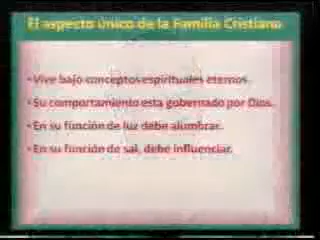 El aspecto único de la Familia Cristiana
• Vive bajo conceptos espirituales eternos.
• Su comportamiento esta gobernado por Dios.
• En su función de luz debe alumbrar.
• En su función de sal, debe influenciar.